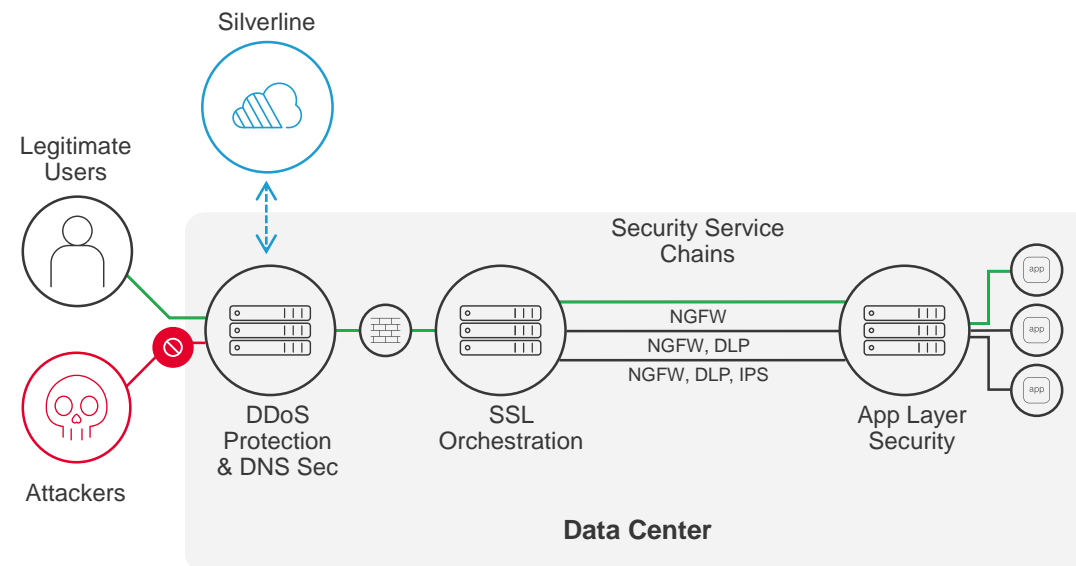 Silverline
Legitimate
Users
Security Service
Chains
app
NGFW
app
NGFW, DLP
NGFW, DLP, IPS
app
DDoS
Protection
& DNS Sec
SSL
Orchestration
App Layer
Security
Attackers
Data Center